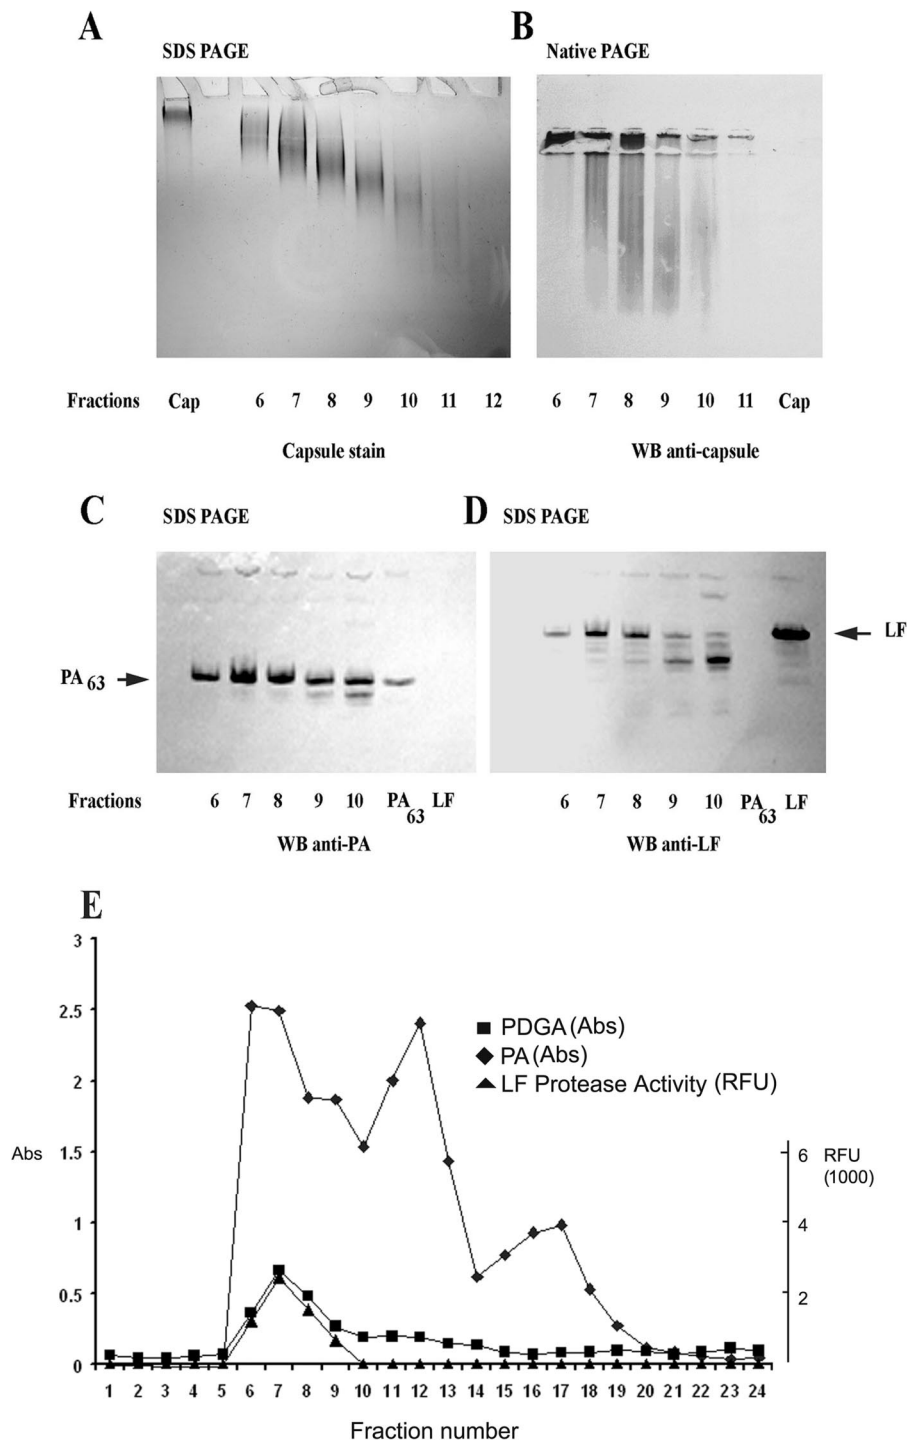 A
B
SDS PAGE
Native PAGE
Fractions Cap 6 7 8 9 10 11 12
6 7 8 9 10 11 Cap
Capsule stain
WB anti-capsule
C
SDS PAGE
D
SDS PAGE
PA 63
LF
Fractions 6 7 8 9 10 PA 63 LF
6 7 8 9 10 PA 63 LF
WB anti-PA
WB anti-LF
E
3
2.5
2
1.5
1
0.5
0
Abs
PDGA (Abs)
PA (Abs)
LF Protease Activity (RFU)
6
4
2
RFU
(1000)
1 2 3 4 5 6 7 8 9 10 11 12 13 14 15 16 17 18 19 20 21 22 23 24
Fraction number